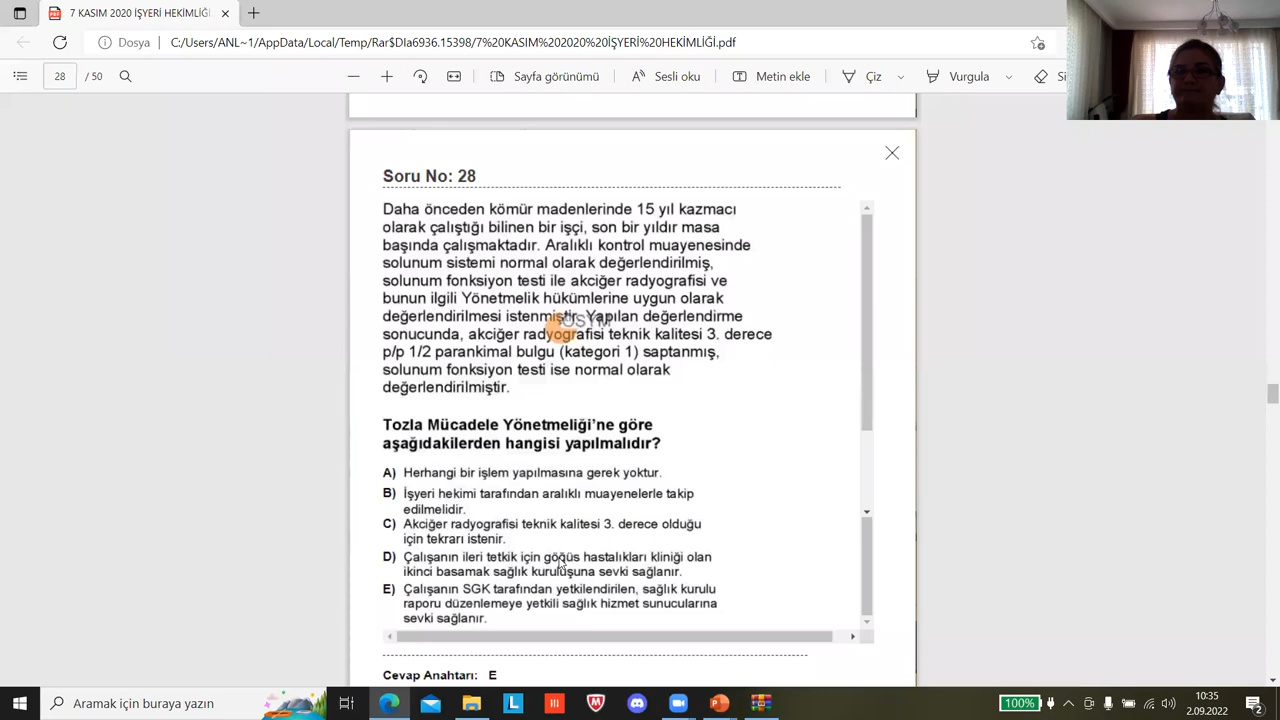 7 KASIM 2020 İŞYERİ HEKİMLİĞİ
Dosya C:/Users/ANL~1/AppData/Local/Temp/Rar$DIa6936.15398/7%20KASIM%202020%20İŞYERİ%20HEKİMLİĞİ.pdf
28 / 50 Sayfa görünümü Sesli oku Metin ekle Çiz Vurgula
Soru No: 28
Daha önceden kömür madenlerinde 15 yıl kazmacı
olarak çalıştığı bilinen bir işçi, son bir yıldır masa
başında çalışmaktadır. Aralıklı kontrol muayenesinde
solunum sistemi normal olarak değerlendirilmiş,
solunum fonksiyon testi ile akciğer radyografisi ve
bunun ilgili Yönetmelik hükümlerine uygun olarak
değerlendirilmesi istenmiştir. Yapılan değerlendirme
ÖSYM
sonucunda, akciğer radyografisi teknik kalitesi 3. derece
p/p 1/2 parankimal bulgu (kategori 1) saptanmış,
solunum fonksiyon testi ise normal olarak
değerlendirilmiştir.
Tozla Mücadele Yönetmeliği'ne göre
aşağıdakilerden hangisi yapılmalıdır?
A) Herhangi bir işlem yapılmasına gerek yoktur.
B) İşyeri hekimi tarafından aralıklı muayenelerle takip
edilmelidir.
C) Akciğer radyografisi teknik kalitesi 3. derece olduğu
için tekrarı istenir.
D) Çalışanın ileri tetkik için göğüs hastalıkları kliniği olan
ikinci basamak sağlık kuruluşuna sevki sağlanır.
E) Çalışanın SGK tarafından yetkilendirilen, sağlık kurulu
raporu düzenlemeye yetkili sağlık hizmet sunucularına
sevki sağlanır.
Cevap Anahtarı: E
Aramak için buraya yazın
100%
10:35
2.09.2022
2